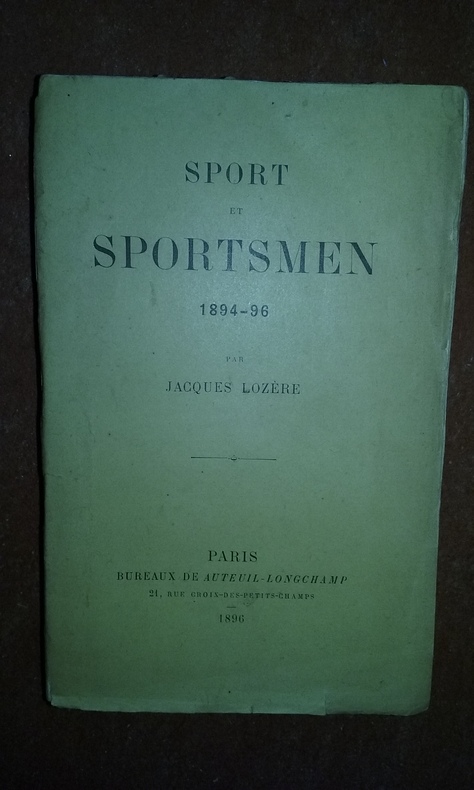 SPORT
ET
SPORTSMEN
1894-96
PAR
JACQUES LOZÈRE
PARIS
BUREAUX DE AUTEUIL-LONGCHAMP
21, RUE CROIX-DES-PETITS-CHAMPS
1896